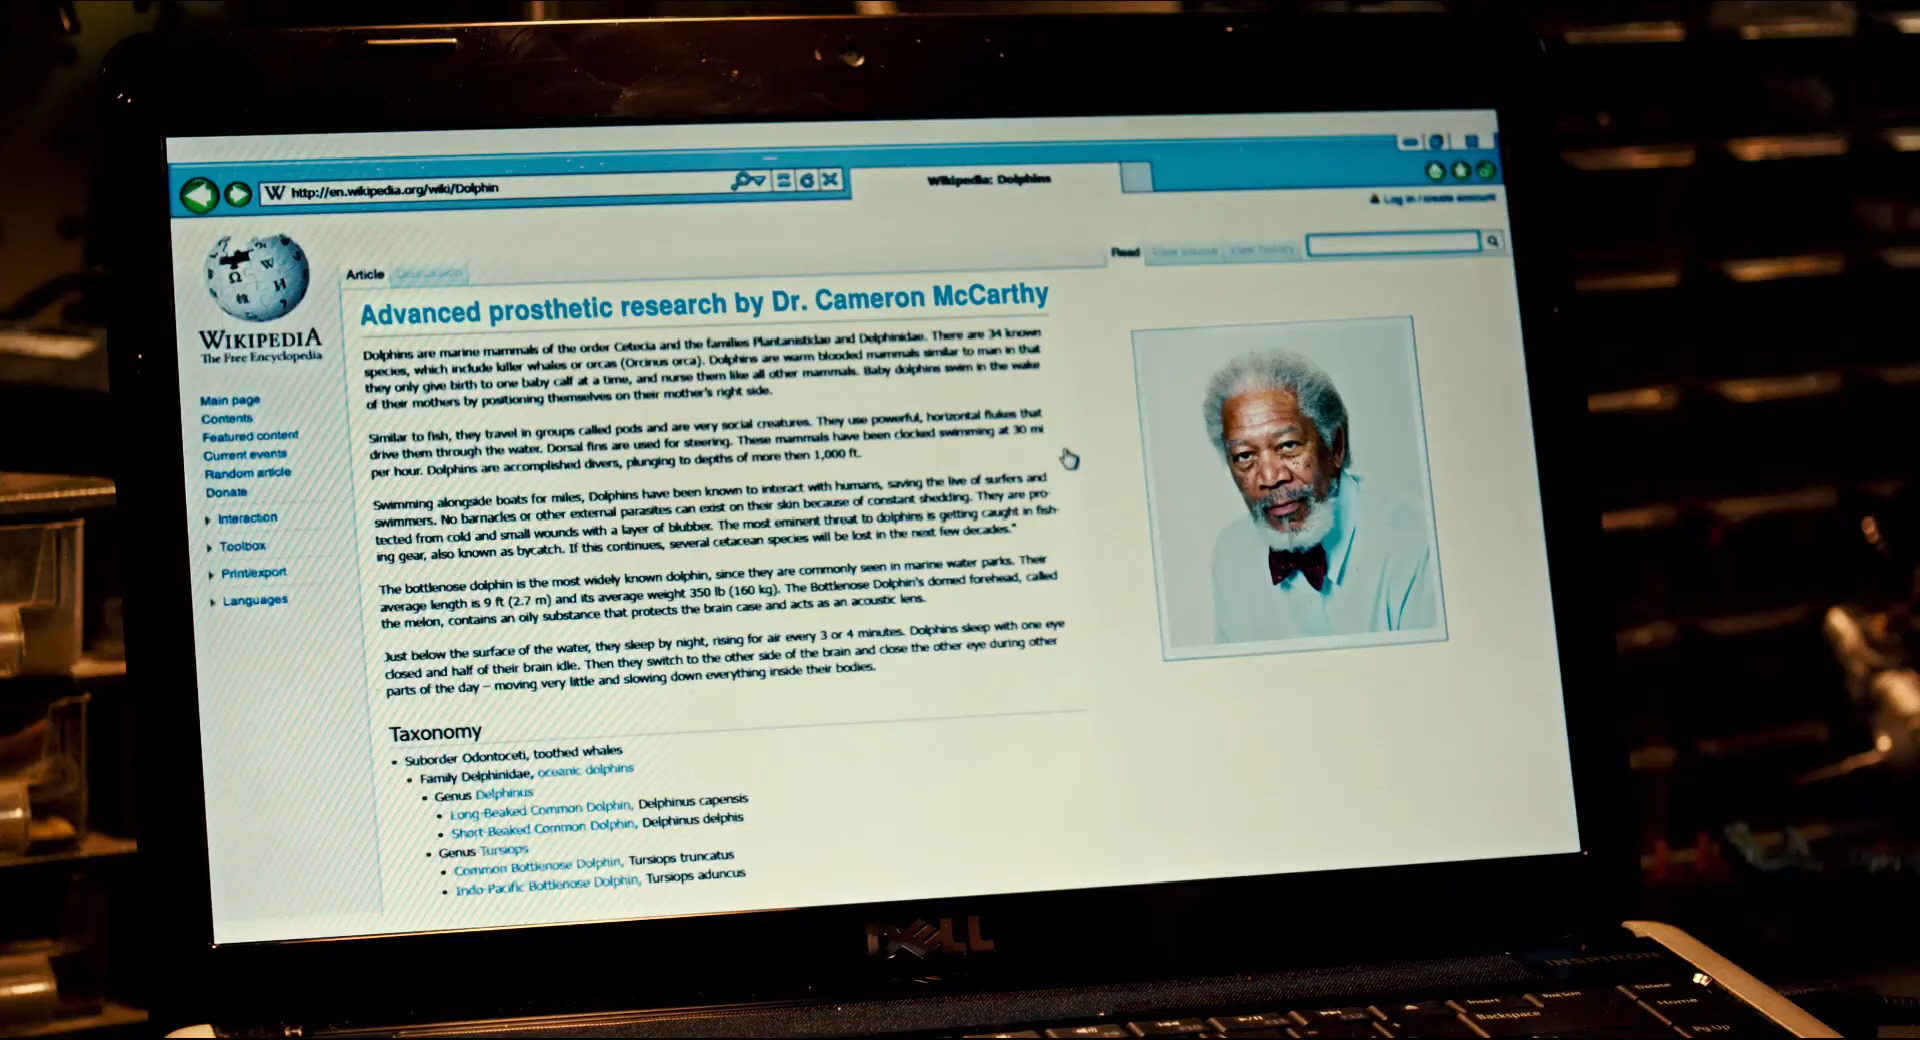 http://en.wikipedia.org/wiki/Dolphin
Wikipedia: Dolphins
Log in / create account
Article Discussion
Read View source View history
WIKIPEDIA
The Free Encyclopedia
Main page
Contents
Featured content
Current events
Random article
Donate
Interaction
Toolbox
Print/export
Languages
Advanced prosthetic research by Dr. Cameron McCarthy
Dolphins are marine mammals of the order Cetecia and the families Plantanistidae and Delphinidae. There are 34 known
species, which include killer whales or orcas (Orcinus orca). Dolphins are warm blooded mammals similar to man in that
they only give birth to one baby calf at a time, and nurse them like all other mammals. Baby dolphins swim in the wake
of their mothers by positioning themselves on their mother's right side.
Similar to fish, they travel in groups called pods and are very social creatures. They use powerful, horizontal flukes that
drive them through the water. Dorsal fins are used for steering. These mammals have been clocked swimming at 30 mi
per hour. Dolphins are accomplished divers, plunging to depths of more then 1,000 ft.
Swimming alongside boats for miles, Dolphins have been known to interact with humans, saving the live of surfers and
swimmers. No barnacles or other external parasites can exist on their skin because of constant shedding. They are pro-
tected from cold and small wounds with a layer of blubber. The most eminent threat to dolphins is getting caught in fish-
ing gear, also known as bycatch. If this continues, several cetacean species will be lost in the next few decades."
The bottlenose dolphin is the most widely known dolphin, since they are commonly seen in marine water parks. Their
average length is 9 ft (2.7 m) and its average weight 350 lb (160 kg). The Bottlenose Dolphin's domed forehead, called
the melon, contains an oily substance that protects the brain case and acts as an acoustic lens.
Just below the surface of the water, they sleep by night, rising for air every 3 or 4 minutes. Dolphins sleep with one eye
closed and half of their brain idle. Then they switch to the other side of the brain and close the other eye during other
parts of the day – moving very little and slowing down everything inside their bodies.
Taxonomy
• Suborder Odontoceti, toothed whales
• Family Delphinidae, oceanic dolphins
• Genus Delphinus
• Long-Beaked Common Dolphin, Delphinus capensis
• Short-Beaked Common Dolphin, Delphinus delphis
• Genus Tursiops
• Common Bottlenose Dolphin, Tursiops truncatus
• Indo-Pacific Bottlenose Dolphin, Tursiops aduncus
DELL
INSPIRON
Insert
Delete
Backspace
Home
Pg Up